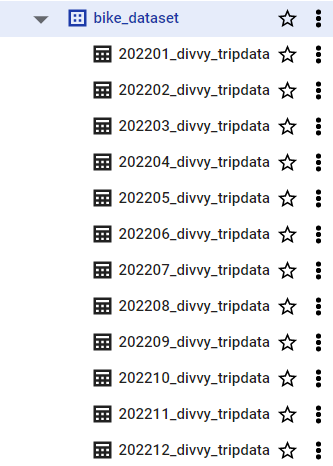 bike_dataset
202201_divvy_tripdata
202202_divvy_tripdata
202203_divvy_tripdata
202204_divvy_tripdata
202205_divvy_tripdata
202206_divvy_tripdata
202207_divvy_tripdata
202208_divvy_tripdata
202209_divvy_tripdata
202210_divvy_tripdata
202211_divvy_tripdata
202212_divvy_tripdata